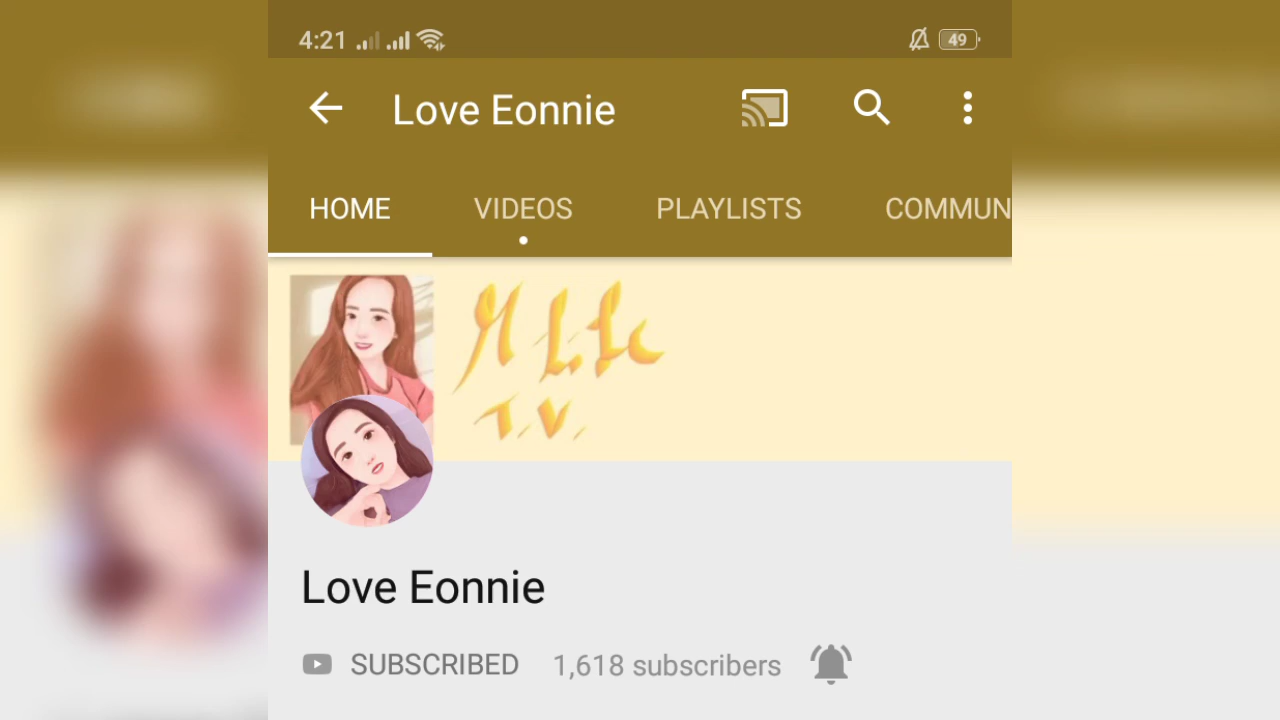 4:21 49
Love Eonnie
HOME VIDEOS PLAYLISTS COMMUN
T.V.
Love Eonnie
SUBSCRIBED 1,618 subscribers